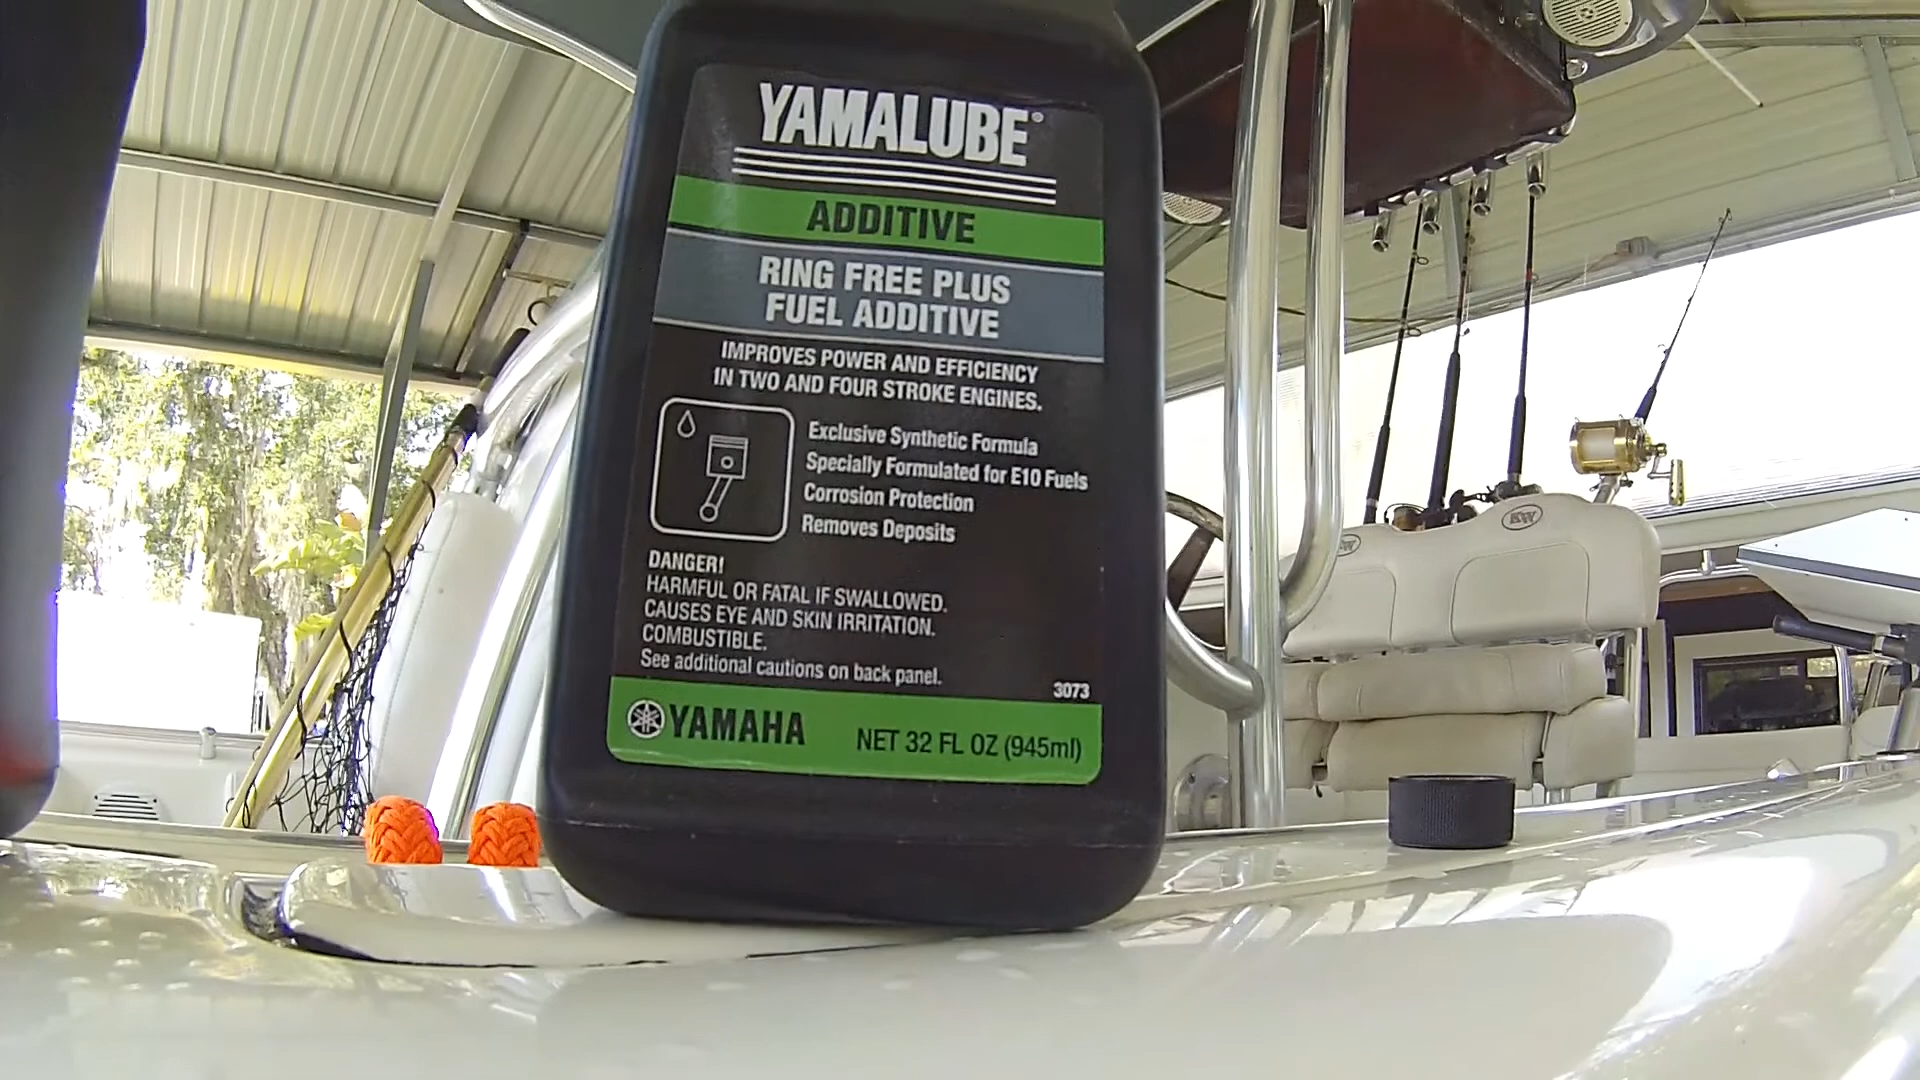 YAMALUBE®
ADDITIVE
RING FREE PLUS
FUEL ADDITIVE
IMPROVES POWER AND EFFICIENCY
IN TWO AND FOUR STROKE ENGINES.
Exclusive Synthetic Formula
Specially Formulated for E10 Fuels
Corrosion Protection
Removes Deposits
DANGER!
HARMFUL OR FATAL IF SWALLOWED.
CAUSES EYE AND SKIN IRRITATION.
COMBUSTIBLE.
See additional cautions on back panel.
3073
YAMAHA
NET 32 FL OZ (945ml)
KW
KW